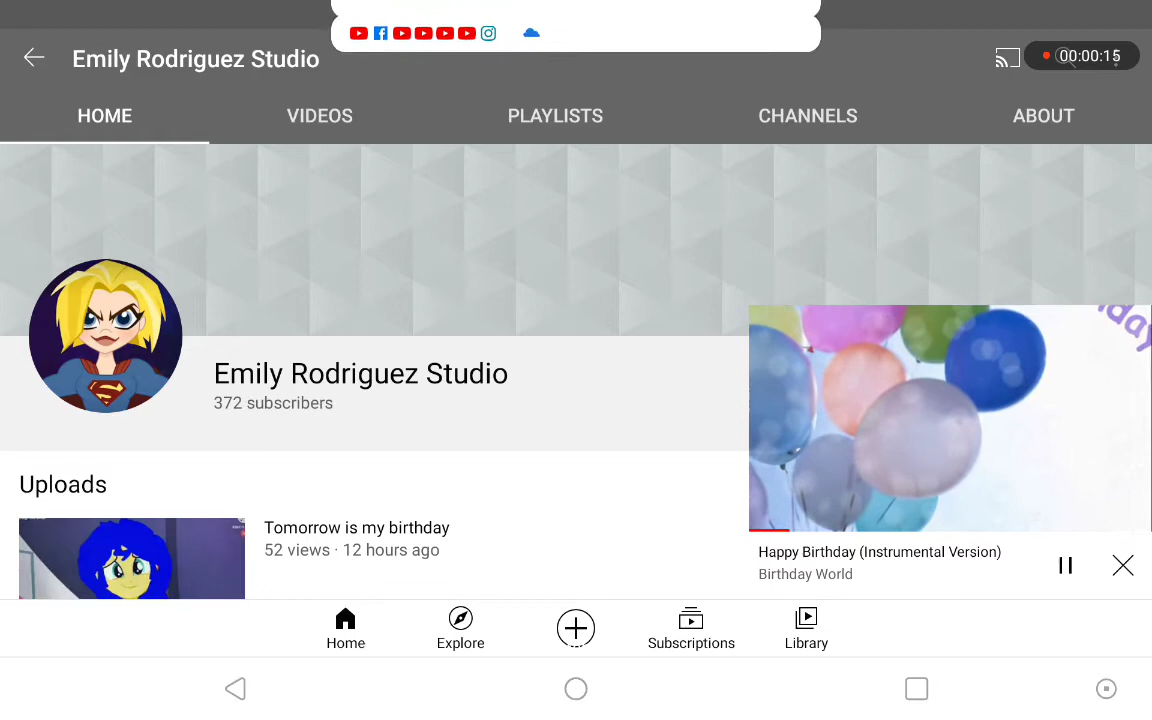 Emily Rodriguez Studio
00:00:15
HOME
VIDEOS
PLAYLISTS
CHANNELS
ABOUT
Emily Rodriguez Studio
372 subscribers
day
Uploads
Tomorrow is my birthday
52 views · 12 hours ago
Happy Birthday (Instrumental Version)
Birthday World
Home
Explore
Subscriptions
Library